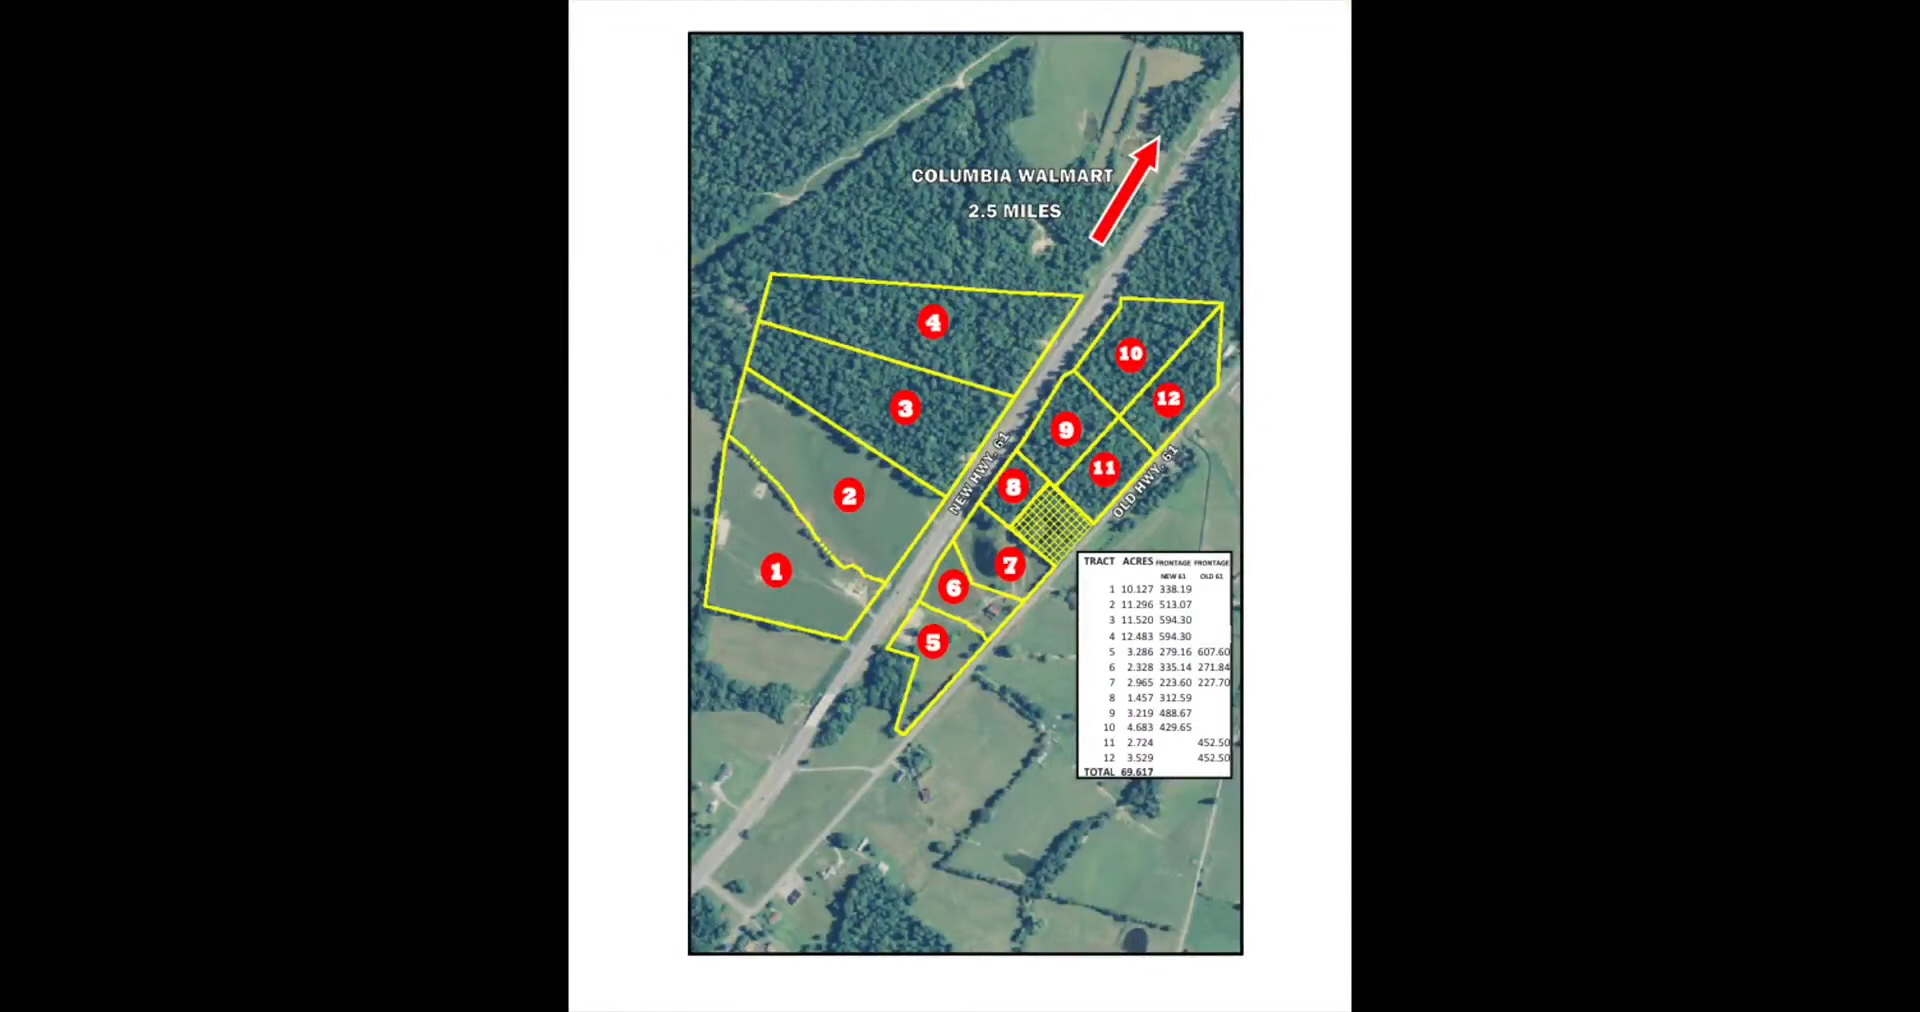 COLUMBIA WALMART
2.5 MILES
4
10
12
3
9
11
NEW HWY. 61
OLD HWY. 61
8
2
7
1
6
5
TRACT ACRES FRONTAGE FRONTAGE
NEW 61 OLD 61
1 10.127 338.19
2 11.296 513.07
3 11.520 594.30
4 12.483 594.30
5 3.286 279.16 607.60
6 2.328 335.14 271.84
7 2.965 223.60 227.70
8 1.457 312.59
9 3.219 488.67
10 4.683 429.65
11 2.724 452.50
12 3.529 452.50
TOTAL 69.617